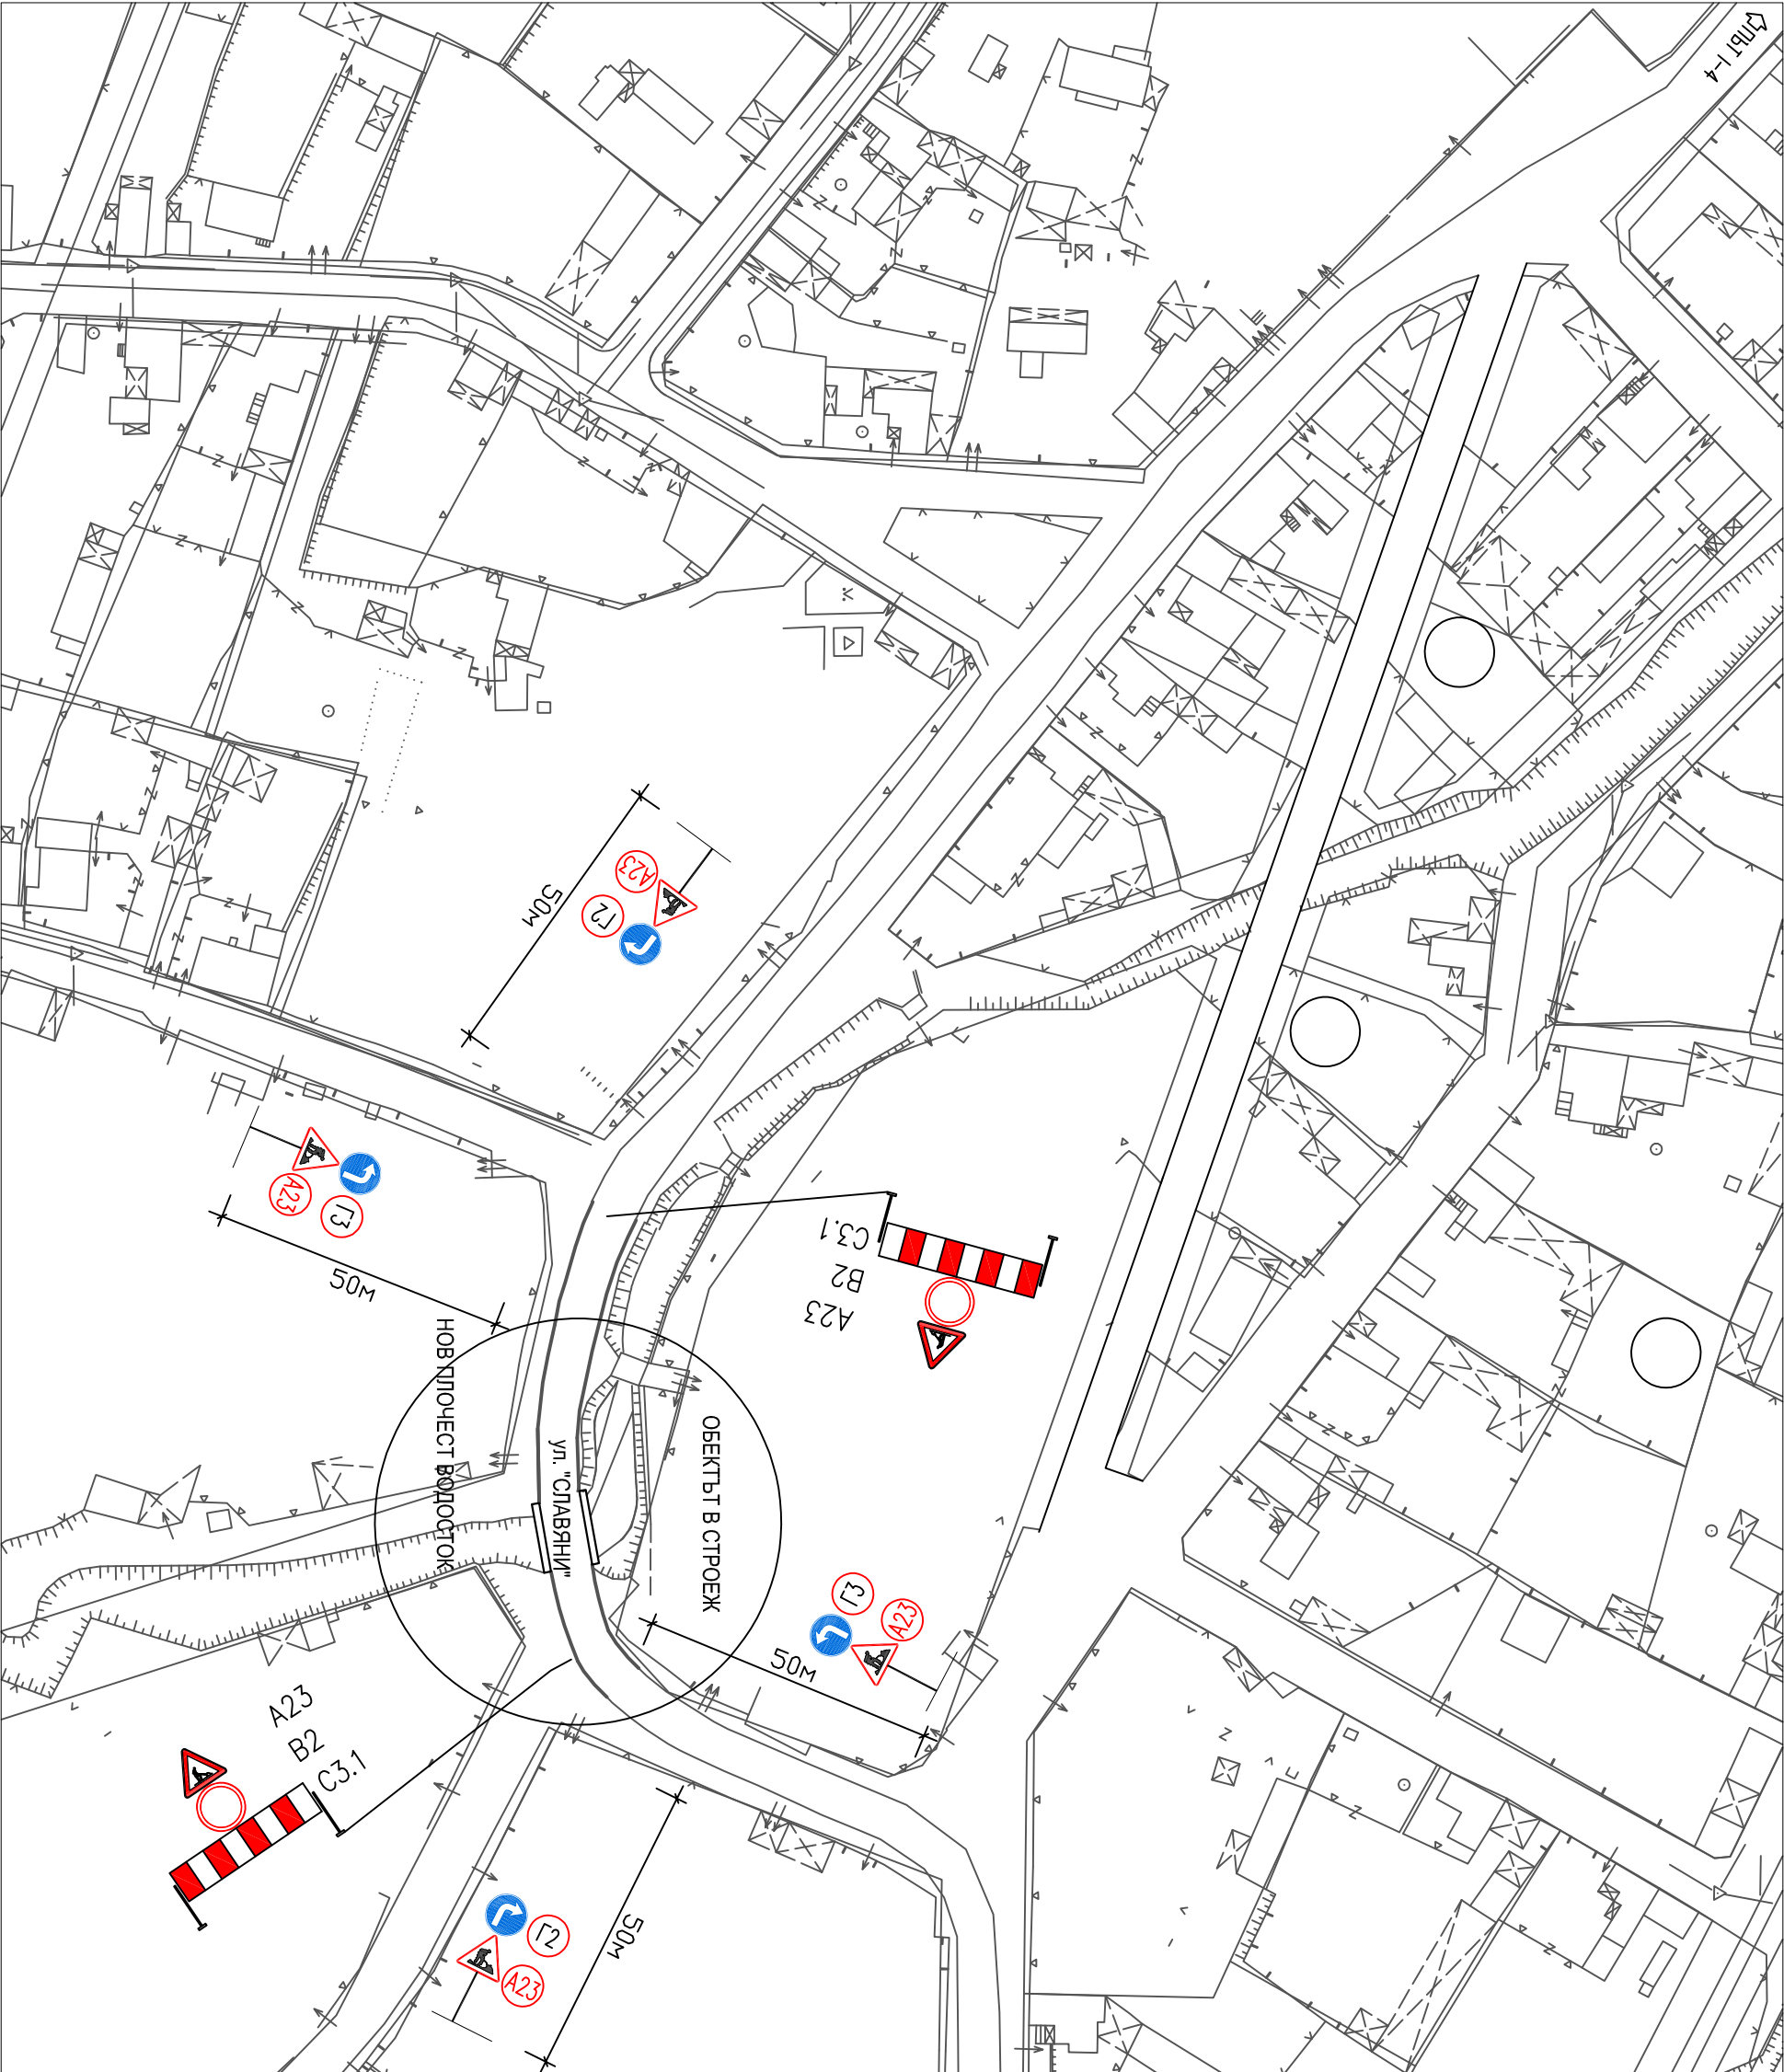 ПЪТ I-4
50м
А23
Г2
А23
Г3
50м
С3.1
В2
А23
НОВ ПЛОЧЕСТ ВОДОСТОК
ул. "СЛАВЯНИ"
ОБЕКТЪТ В СТРОЕЖ
Г3
А23
50м
А23
В2
С3.1
Г2
А23
50м